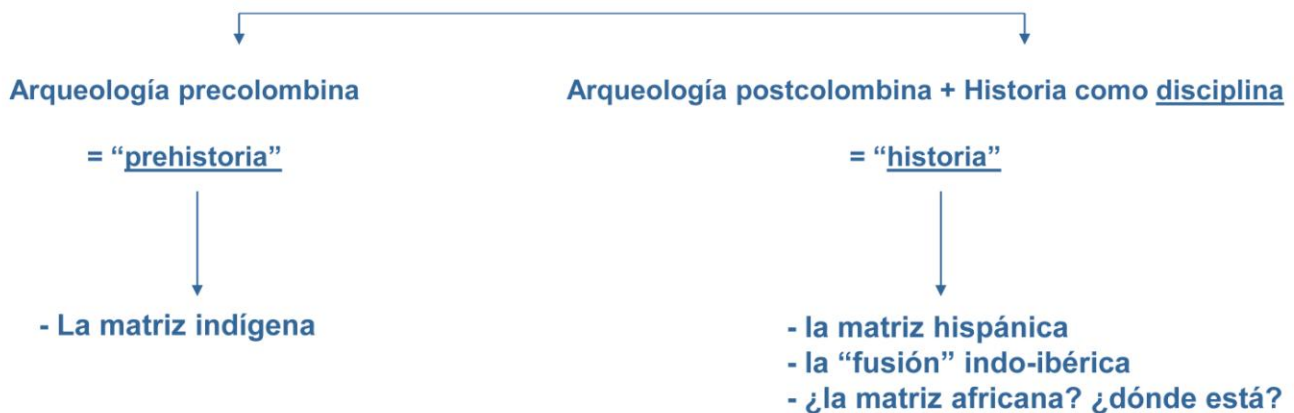 Arqueología precolombina
= “prehistoria”
- La matriz indígena
Arqueología postcolombina + Historia como disciplina
= “historia”
- la matriz hispánica
- la “fusión” indo-ibérica
- ¿la matriz africana? ¿dónde está?